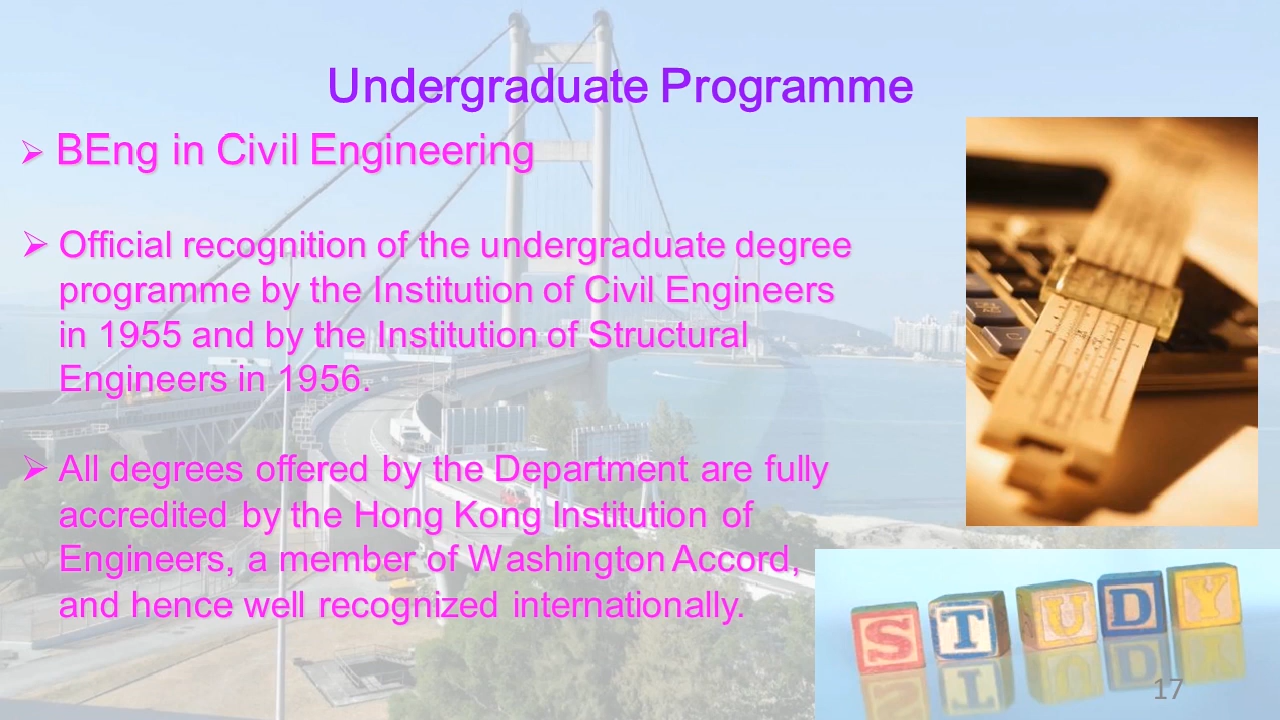 Undergraduate Programme
➢ BEng in Civil Engineering
➢ Official recognition of the undergraduate degree
programme by the Institution of Civil Engineers
in 1955 and by the Institution of Structural
Engineers in 1956.
➢ All degrees offered by the Department are fully
accredited by the Hong Kong Institution of
Engineers, a member of Washington Accord,
and hence well recognized internationally.
STUDY
17